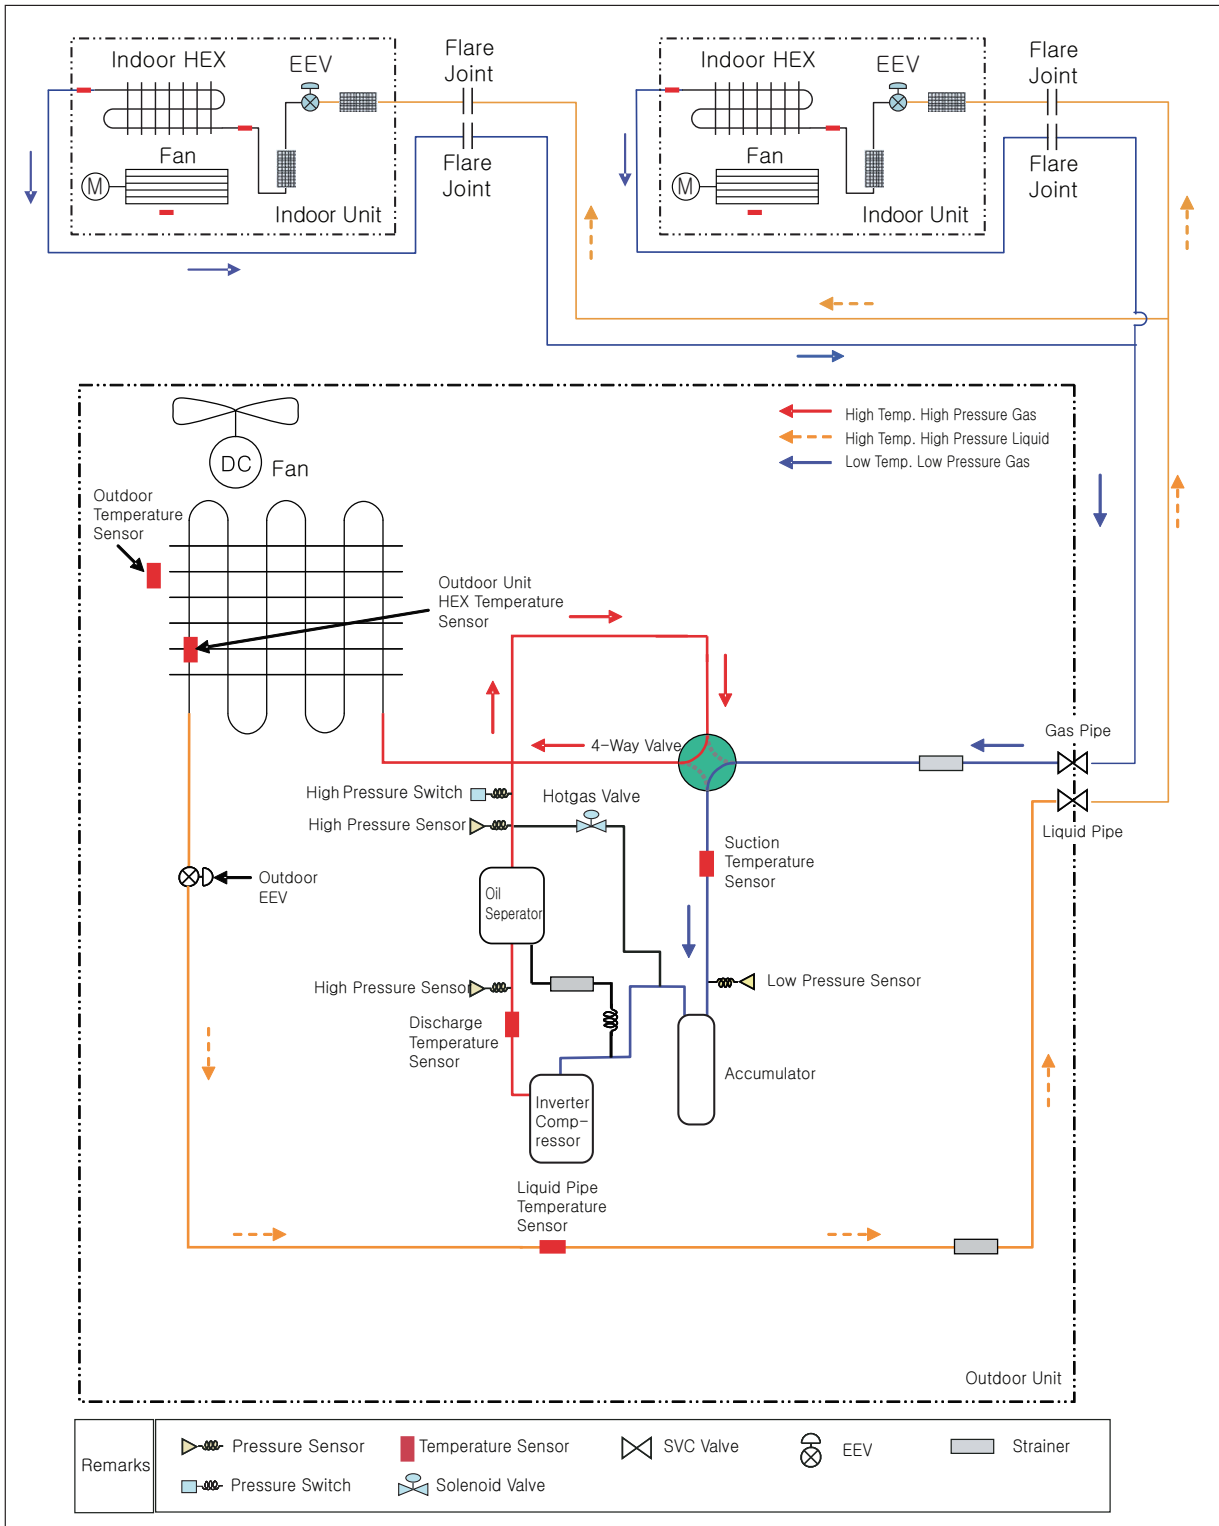 Indoor HEX
EEV
Flare
Joint
Fan
M
Flare
Joint
Indoor Unit
Indoor HEX
EEV
Flare
Joint
Fan
M
Flare
Joint
Indoor Unit
High Temp. High Pressure Gas
High Temp. High Pressure Liquid
Low Temp. Low Pressure Gas
DC
Fan
Outdoor
Temperature
Sensor
Outdoor Unit
HEX Temperature
Sensor
4-Way Valve
Gas Pipe
High Pressure Switch
Hotgas Valve
High Pressure Sensor
Liquid Pipe
Suction
Temperature
Sensor
Outdoor
EEV
Oil
Seperator
High Pressure Sensor
Low Pressure Sensor
Discharge
Temperature
Sensor
Accumulator
Inverter
Comp-
ressor
Liquid Pipe
Temperature
Sensor
Outdoor Unit
Remarks
Pressure Sensor
Temperature Sensor
SVC Valve
EEV
Strainer
Pressure Switch
Solenoid Valve